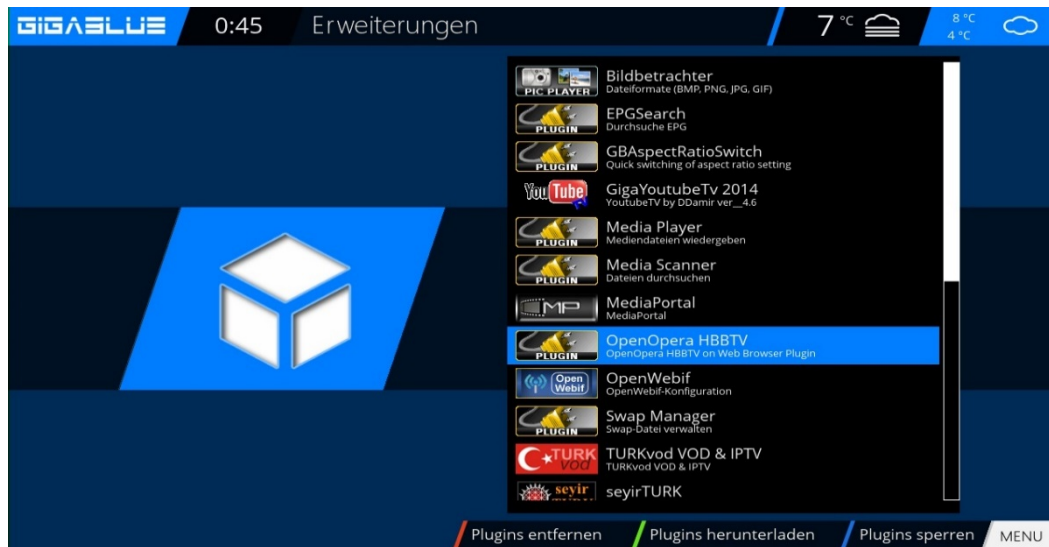 GIGABLUE
0:45
Erweiterungen
7 °C
8 °C
4 °C
PIC PLAYER
Bildbetrachter
Dateiformate (BMP, PNG, JPG, GIF)
PLUGIN
EPGSearch
Durchsuche EPG
PLUGIN
GBAspectRatioSwitch
Quick switching of aspect ratio setting
YouTube
GigaYoutubeTv 2014
YoutubeTV by DDamir ver__4.6
PLUGIN
Media Player
Mediendateien wiedergeben
PLUGIN
Media Scanner
Dateien durchsuchen
MP
MediaPortal
MediaPortal
PLUGIN
OpenOpera HBBTV
OpenOpera HBBTV on Web Browser Plugin
Open
Webif
OpenWebif
OpenWebif-Konfiguration
PLUGIN
Swap Manager
Swap-Datei verwalten
TURK
vod
TURKvod VOD & IPTV
TURKvod VOD & IPTV
seyir
seyirTURK
Plugins entfernen
Plugins herunterladen
Plugins sperren
MENU